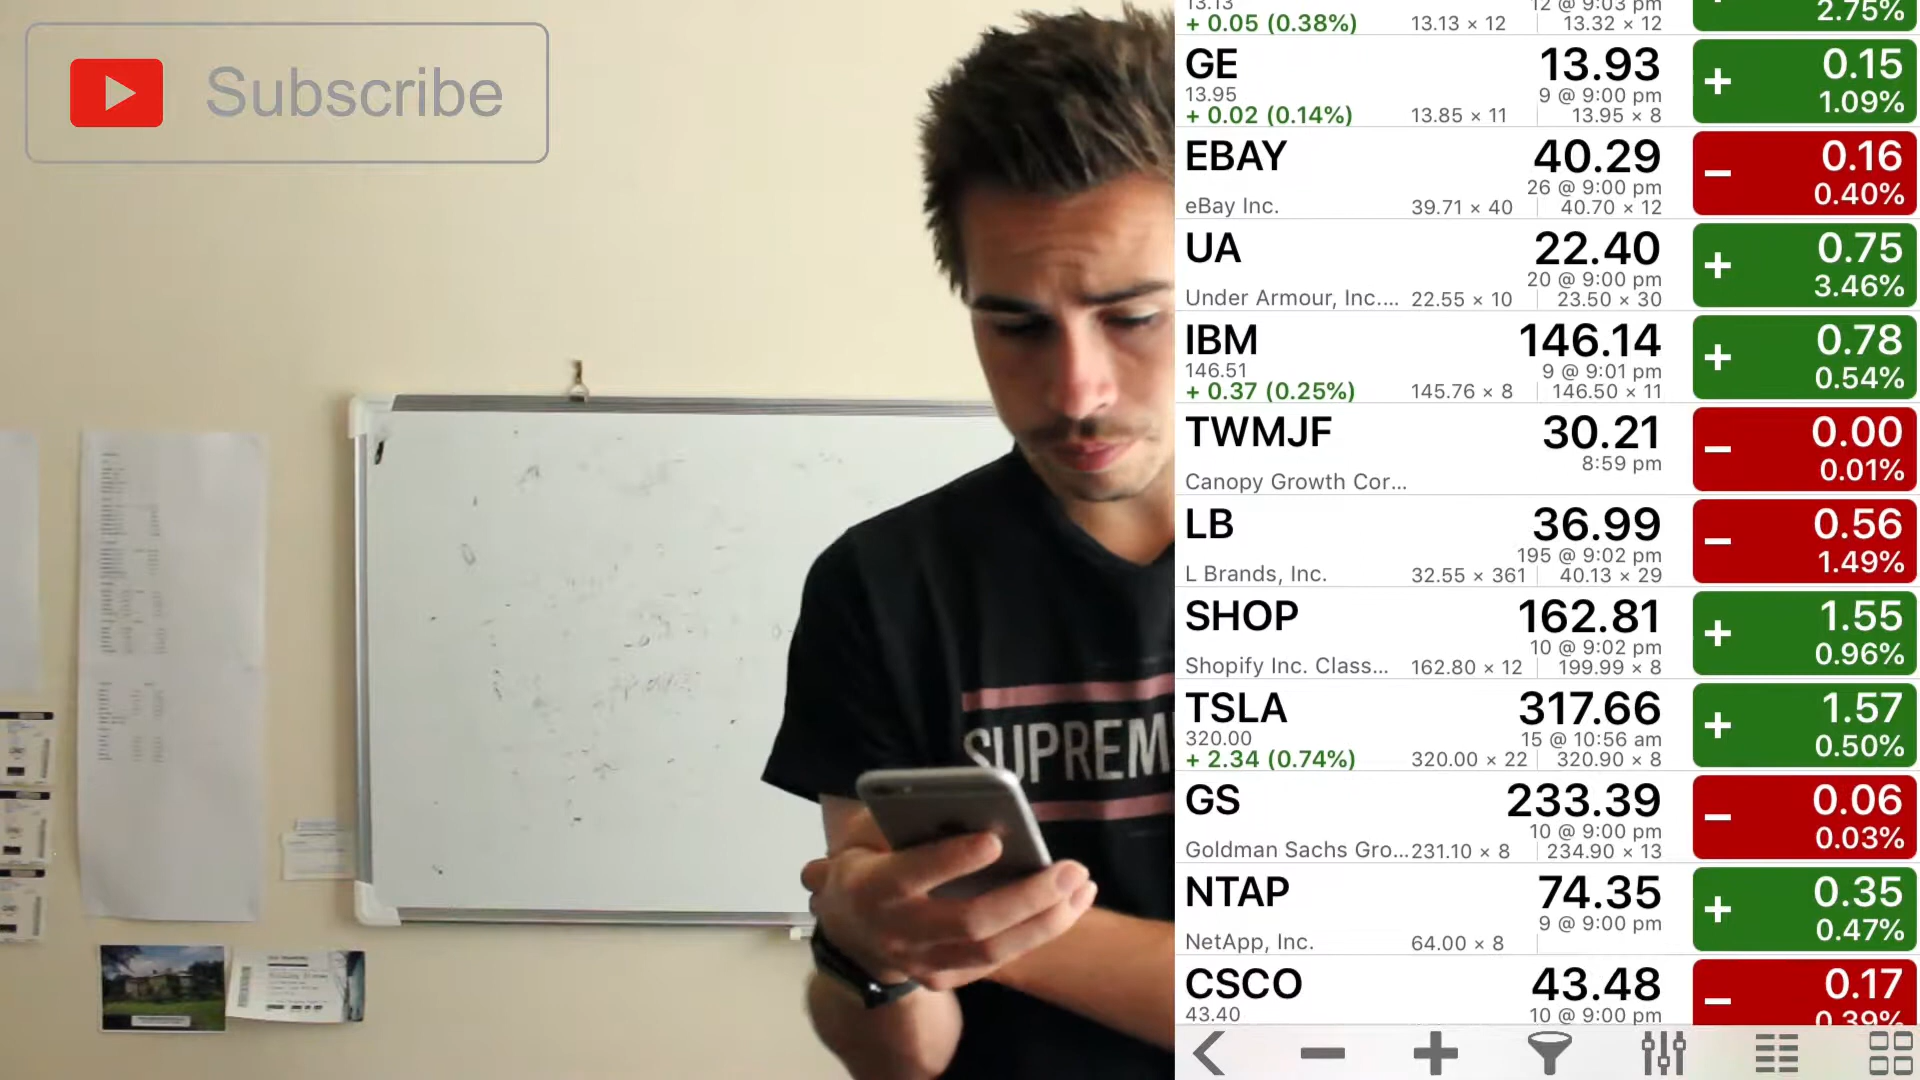 Subscribe
SUPREM
13.13
12 @ 9:03 pm
+ 0.05 (0.38%) 13.13 × 12 13.32 × 12
2.75%
GE 13.93 + 0.15
13.95 9 @ 9:00 pm 1.09%
+ 0.02 (0.14%) 13.85 × 11 13.95 × 8
EBAY 40.29 − 0.16
26 @ 9:00 pm 0.40%
eBay Inc. 39.71 × 40 40.70 × 12
UA 22.40 + 0.75
20 @ 9:00 pm 3.46%
Under Armour, Inc.... 22.55 × 10 23.50 × 30
IBM 146.14 + 0.78
146.51 9 @ 9:01 pm 0.54%
+ 0.37 (0.25%) 145.76 × 8 146.50 × 11
TWMJF 30.21 − 0.00
8:59 pm 0.01%
Canopy Growth Cor...
LB 36.99 − 0.56
195 @ 9:02 pm 1.49%
L Brands, Inc. 32.55 × 361 40.13 × 29
SHOP 162.81 + 1.55
10 @ 9:02 pm 0.96%
Shopify Inc. Class... 162.80 × 12 199.99 × 8
TSLA 317.66 + 1.57
320.00 15 @ 10:56 am 0.50%
+ 2.34 (0.74%) 320.00 × 22 320.90 × 8
GS 233.39 − 0.06
10 @ 9:00 pm 0.03%
Goldman Sachs Gro... 231.10 × 8 234.90 × 13
NTAP 74.35 + 0.35
9 @ 9:00 pm 0.47%
NetApp, Inc. 64.00 × 8
CSCO 43.48 − 0.17
43.40 10 @ 9:00 pm 0.39%